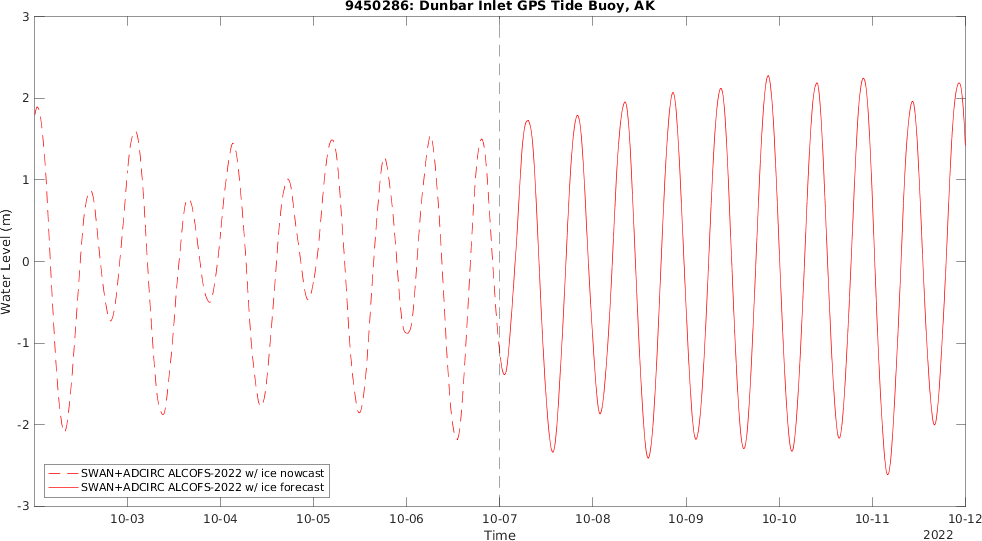 9450286: Dunbar Inlet GPS Tide Buoy, AK
3
2
1
0
-1
-2
-3
Water Level (m)
SWAN+ADCIRC ALCOFS-2022 w/ ice nowcast
SWAN+ADCIRC ALCOFS-2022 w/ ice forecast
10-03 10-04 10-05 10-06 10-07 10-08 10-09 10-10 10-11 10-12
Time
2022